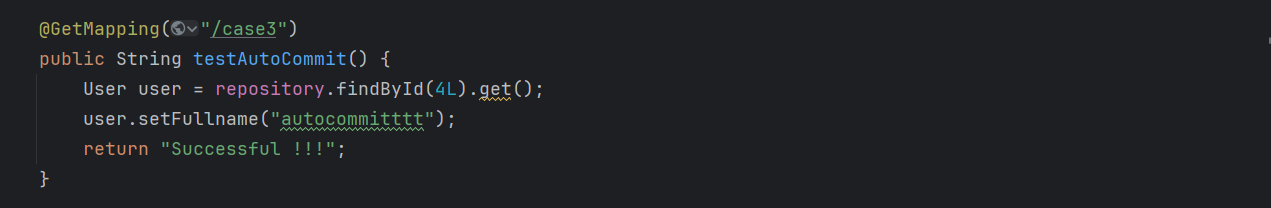 @GetMapping("/case3")
public String testAutoCommit() {
    User user = repository.findById(4L).get();
    user.setFullname("autocommitttt");
    return "Successful !!!";
}